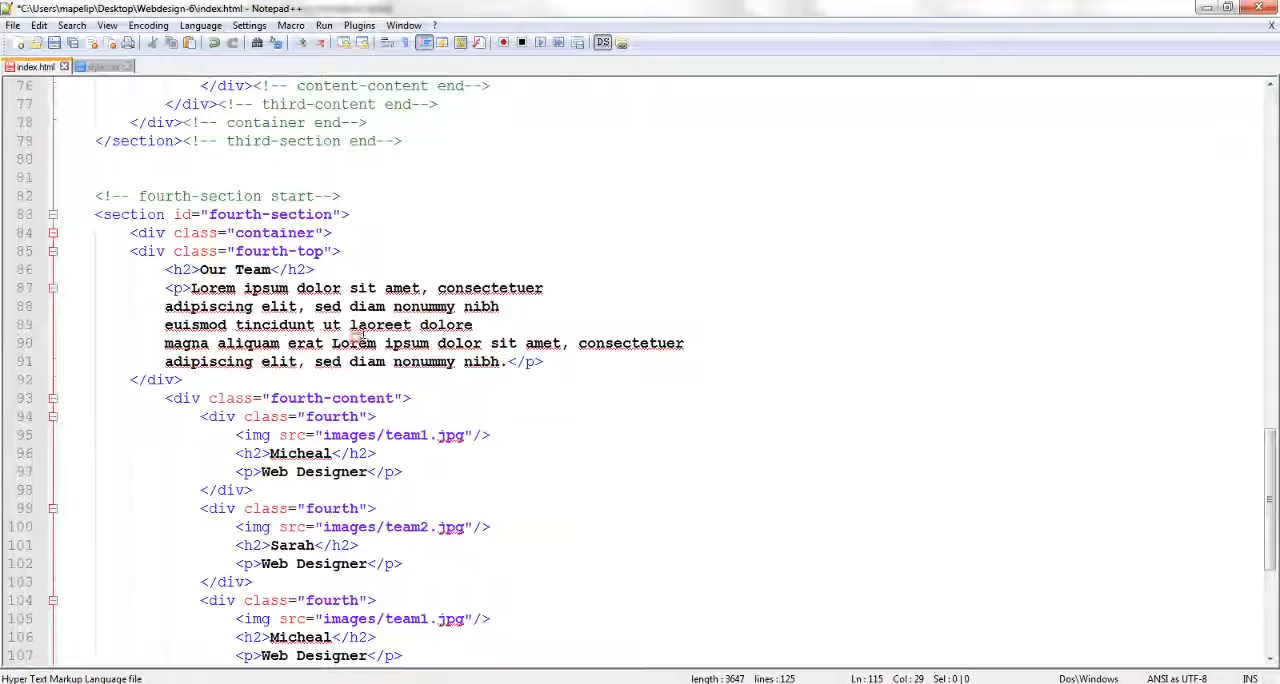 *C:\Users\mapelip\Desktop\Webdesign-6\index.html - Notepad++
File Edit Search View Encoding Language Settings Macro Run Plugins Window ?
X
index.html
76 </div><!-- content-content end-->
77 </div><!-- third-content end-->
78 </div><!-- container end-->
79 </section><!-- third-section end-->
80
81
82 <!-- fourth-section start-->
83 <section id="fourth-section">
84 <div class="container">
85 <div class="fourth-top">
86 <h2>Our Team</h2>
87 <p>Lorem ipsum dolor sit amet, consectetuer
88 adipiscing elit, sed diam nonummy nibh
89 euismod tincidunt ut laoreet dolore
90 magna aliquam erat Lorem ipsum dolor sit amet, consectetuer
91 adipiscing elit, sed diam nonummy nibh.</p>
92 </div>
93 <div class="fourth-content">
94 <div class="fourth">
95 <img src="images/team1.jpg"/>
96 <h2>Micheal</h2>
97 <p>Web Designer</p>
98 </div>
99 <div class="fourth">
100 <img src="images/team2.jpg"/>
101 <h2>Sarah</h2>
102 <p>Web Designer</p>
103 </div>
104 <div class="fourth">
105 <img src="images/team1.jpg"/>
106 <h2>Micheal</h2>
107 <p>Web Designer</p>
Hyper Text Markup Language file length : 3647 lines : 125 Ln : 115 Col : 29 Sel : 0 | 0 Dos\Windows ANSI as UTF-8 INS